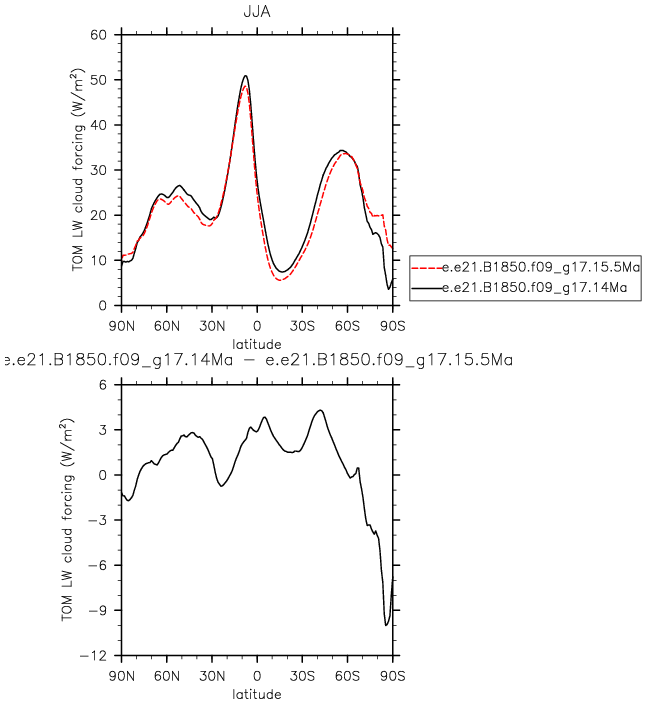 JJA
TOM LW cloud forcing (W/m²)
60
50
40
30
20
10
0
90N 60N 30N 0 30S 60S 90S
latitude
e.e21.B1850.f09_g17.15.5Ma
e.e21.B1850.f09_g17.14Ma
e.e21.B1850.f09_g17.14Ma − e.e21.B1850.f09_g17.15.5Ma
TOM LW cloud forcing (W/m²)
6
3
0
−3
−6
−9
−12
90N 60N 30N 0 30S 60S 90S
latitude